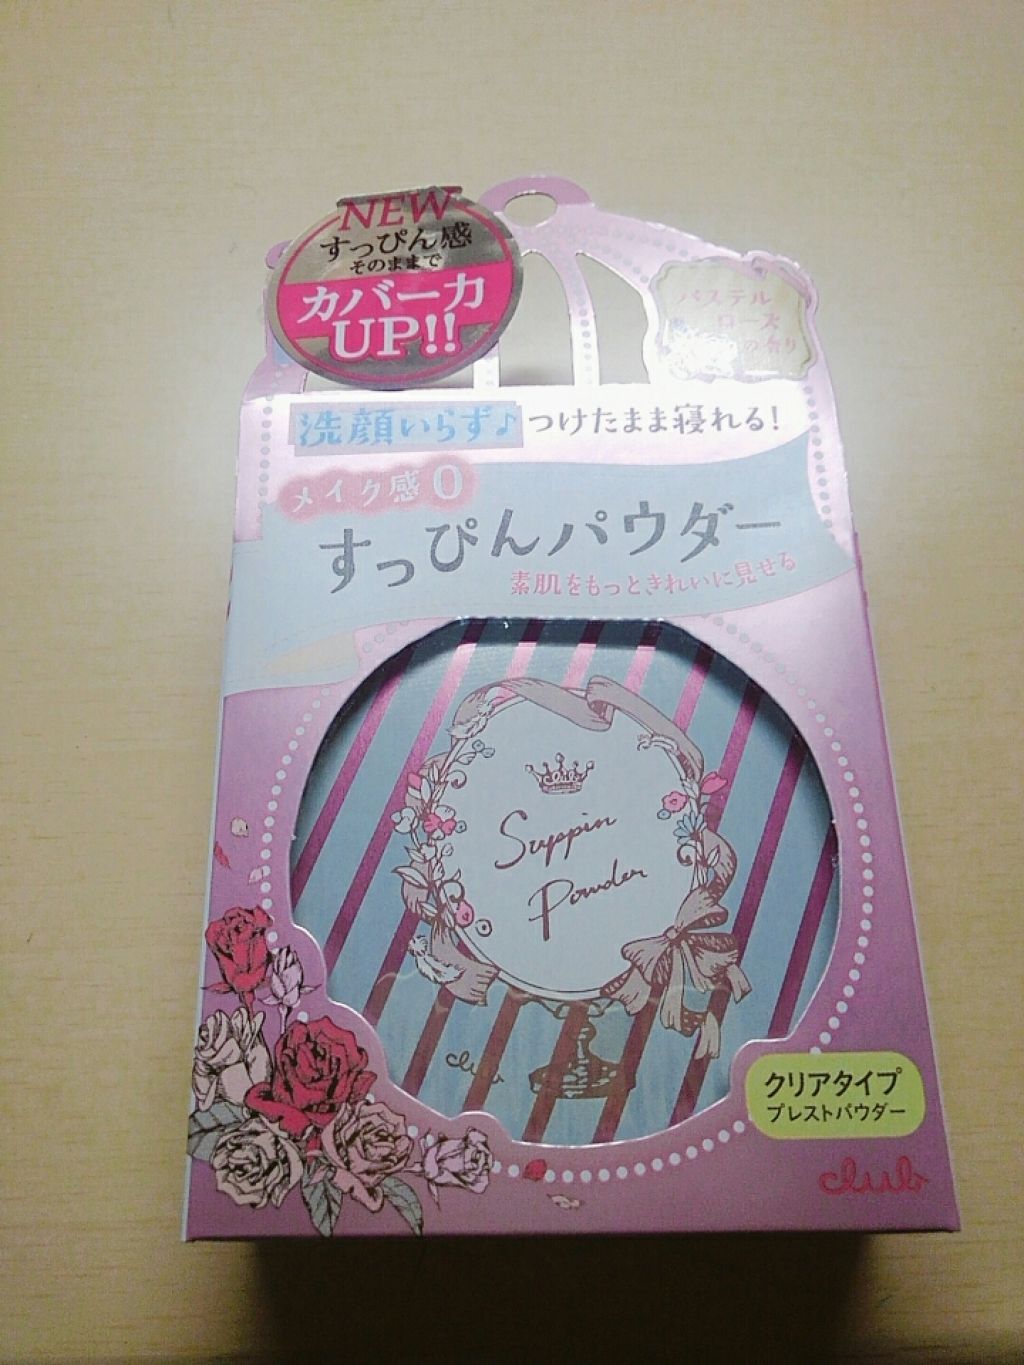 NEW
すっぴん感
そのままで
カバー力
UP!!
パステル
ローズ
の香り
洗顔いらず♪ つけたまま寝れる!
メイク感0
すっぴんパウダー
素肌をもっときれいに見せる
Suppin
Powder
club
クリアタイプ
プレストパウダー
club